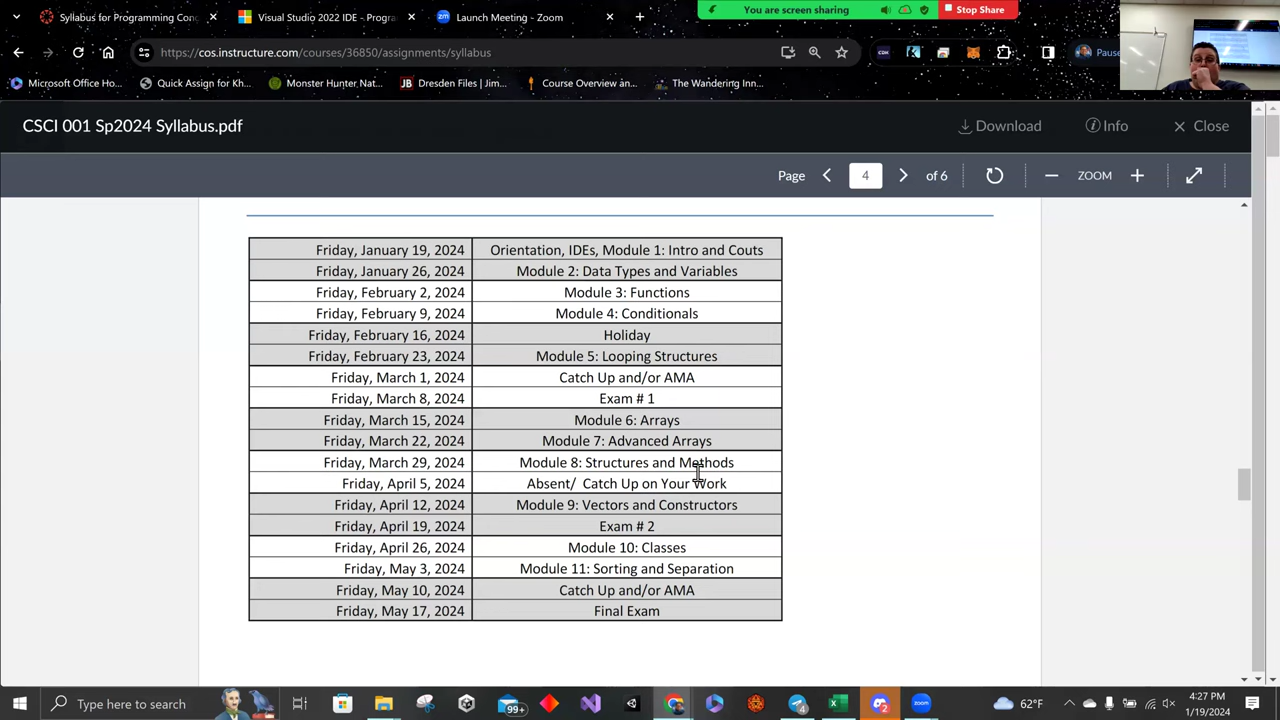 Syllabus for Programming Conc
Visual Studio 2022 IDE - Progra
Launch Meeting - Zoom
You are screen sharing
Stop Share
https://cos.instructure.com/courses/35850/assignments/syllabus
Pause
Microsoft Office Ho...
Quick Assign for Kh...
Monster Hunter Nat...
Dresden Files | Jim...
Course Overview an...
The Wandering Inn...
CSCI 001 Sp2024 Syllabus.pdf
Download
Info
Close
Page
4
of 6
ZOOM
Friday, January 19, 2024 Orientation, IDEs, Module 1: Intro and Couts
Friday, January 26, 2024 Module 2: Data Types and Variables
Friday, February 2, 2024 Module 3: Functions
Friday, February 9, 2024 Module 4: Conditionals
Friday, February 16, 2024 Holiday
Friday, February 23, 2024 Module 5: Looping Structures
Friday, March 1, 2024 Catch Up and/or AMA
Friday, March 8, 2024 Exam # 1
Friday, March 15, 2024 Module 6: Arrays
Friday, March 22, 2024 Module 7: Advanced Arrays
Friday, March 29, 2024 Module 8: Structures and Methods
Friday, April 5, 2024 Absent/ Catch Up on Your Work
Friday, April 12, 2024 Module 9: Vectors and Constructors
Friday, April 19, 2024 Exam # 2
Friday, April 26, 2024 Module 10: Classes
Friday, May 3, 2024 Module 11: Sorting and Separation
Friday, May 10, 2024 Catch Up and/or AMA
Friday, May 17, 2024 Final Exam
Type here to search
99+
62°F
4:27 PM
1/19/2024